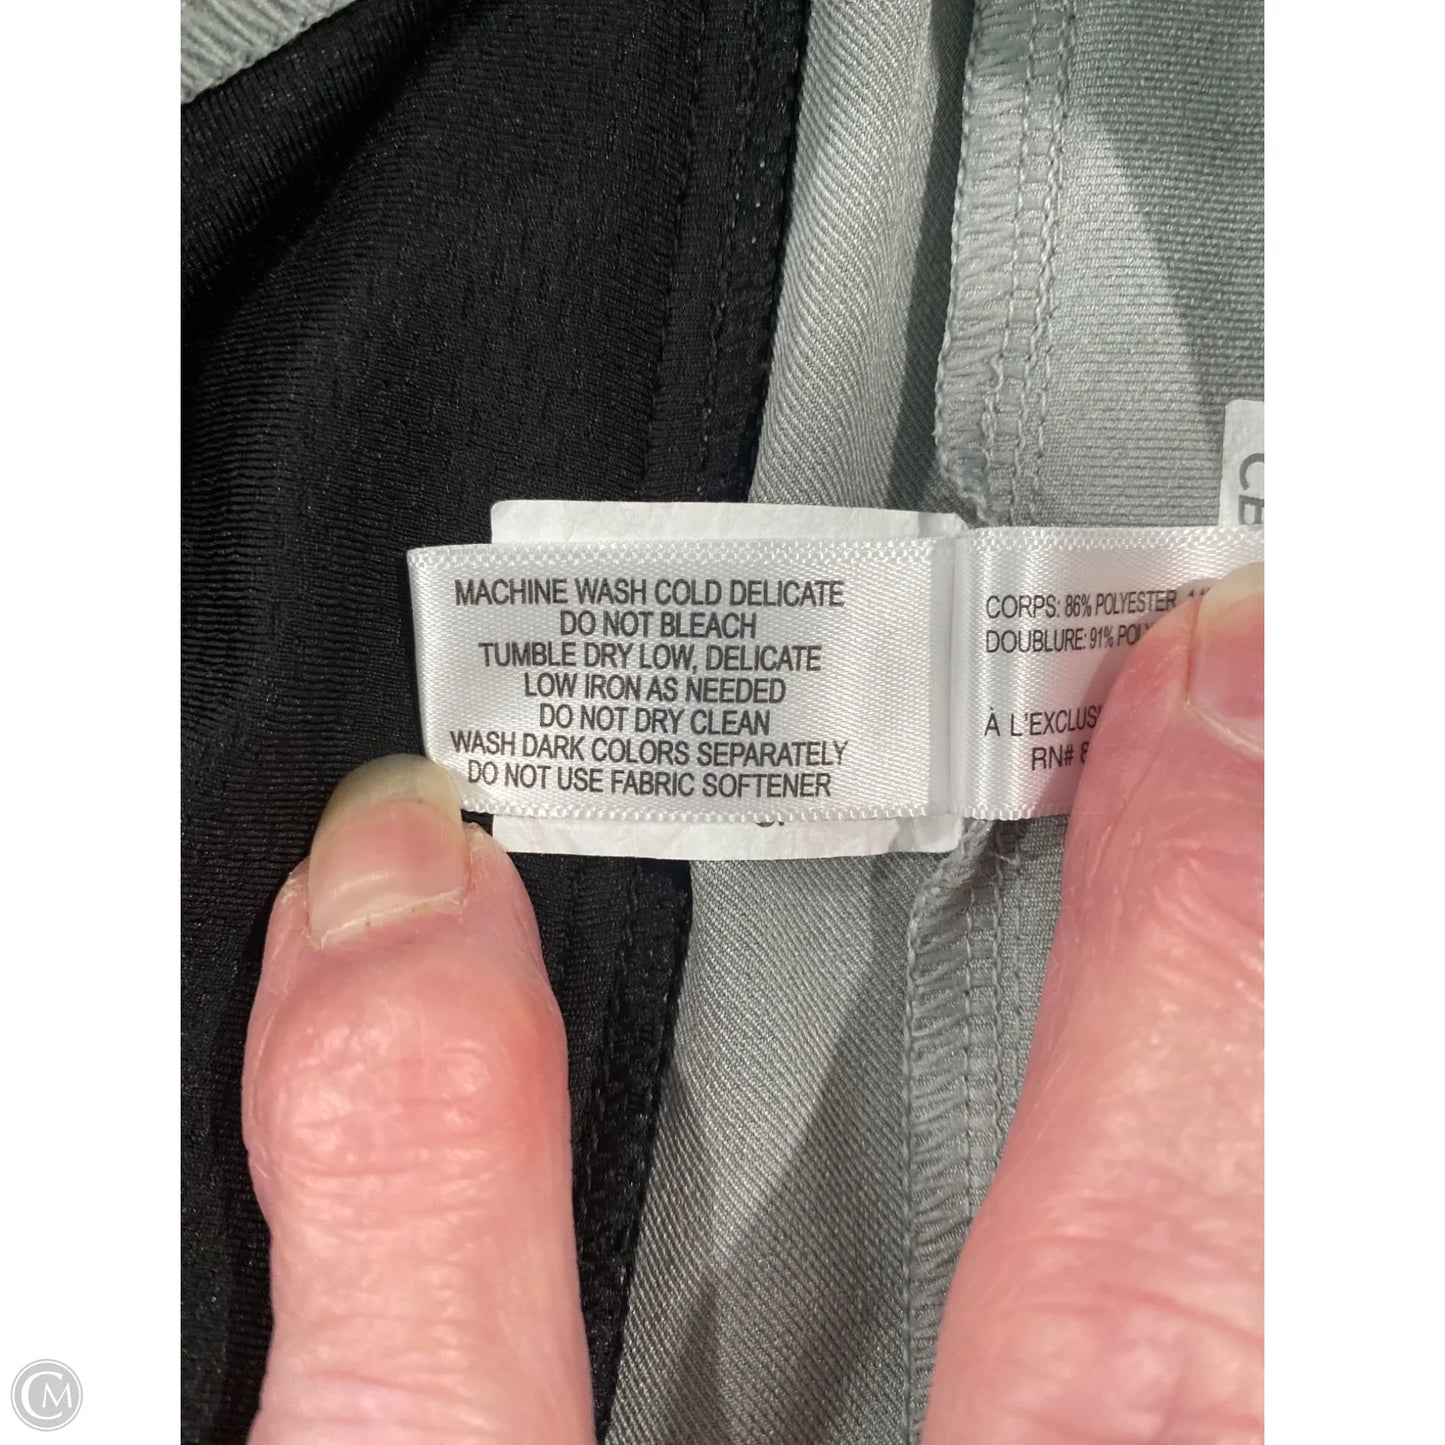 MACHINE WASH COLD DELICATE
DO NOT BLEACH
TUMBLE DRY LOW, DELICATE
LOW IRON AS NEEDED
DO NOT DRY CLEAN
WASH DARK COLORS SEPARATELY
DO NOT USE FABRIC SOFTENER
CORPS: 86% POLYESTER
DOUBLURE: 91%
À
RN#
CM